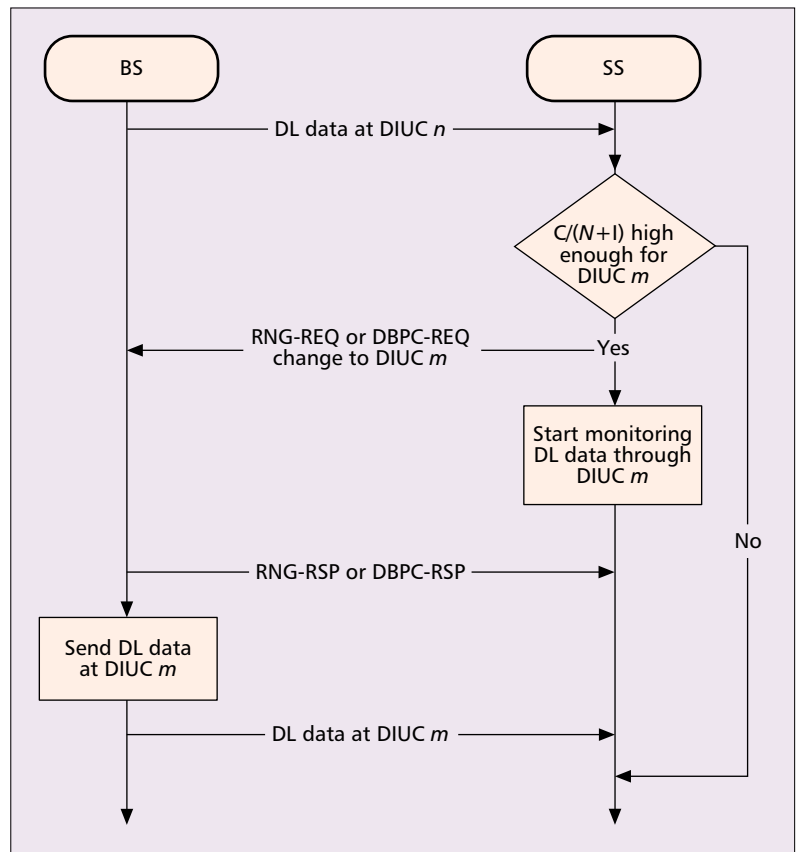 BS
SS
DL data at DIUC n
C/(N+I) high
enough for
DIUC m
RNG-REQ or DBPC-REQ
change to DIUC m
Yes
Start monitoring
DL data through
DIUC m
No
RNG-RSP or DBPC-RSP
Send DL data
at DIUC m
DL data at DIUC m